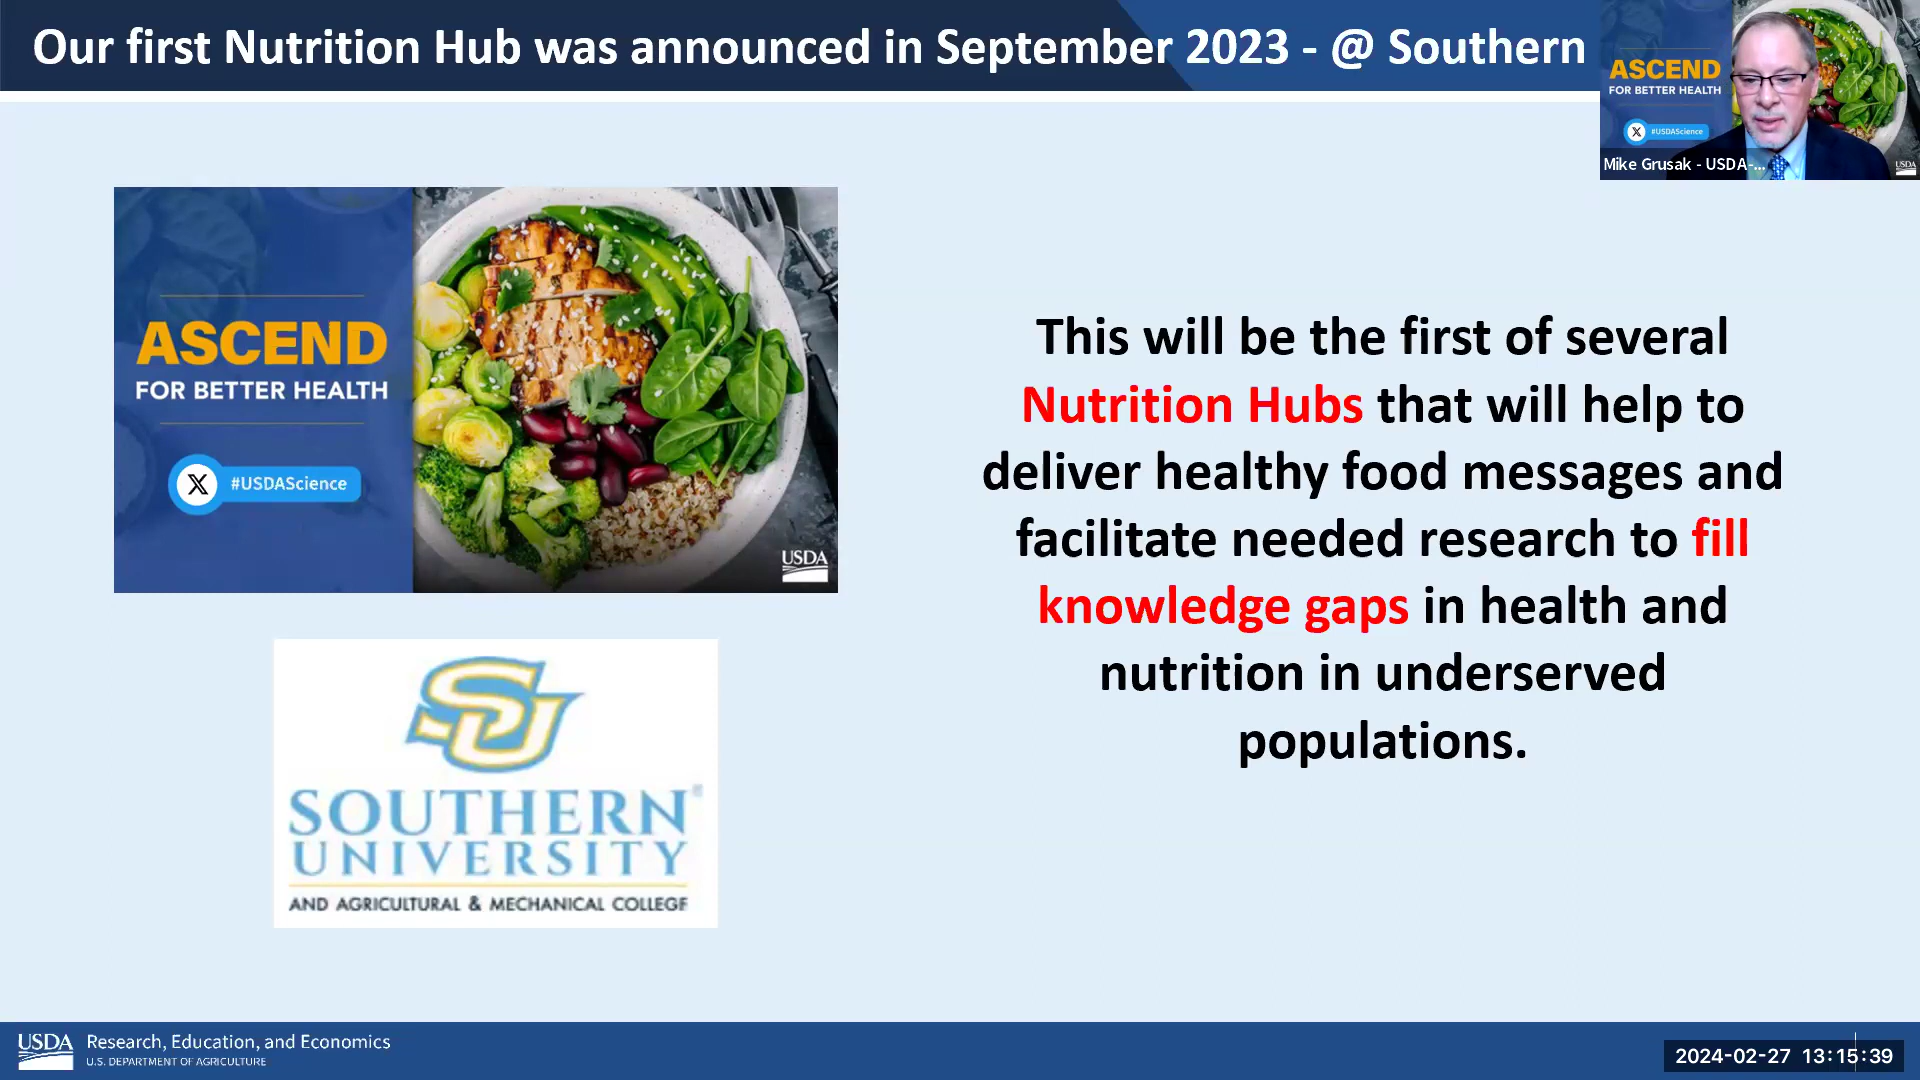 Our first Nutrition Hub was announced in September 2023 - @ Southern
ASCEND
FOR BETTER HEALTH
#USDAScience
Mike Grusak - USDA-...
USDA
ASCEND
FOR BETTER HEALTH
X #USDAScience
USDA
This will be the first of several
Nutrition Hubs that will help to
deliver healthy food messages and
facilitate needed research to fill
knowledge gaps in health and
nutrition in underserved
populations.
SU
SOUTHERN®
UNIVERSITY
AND AGRICULTURAL & MECHANICAL COLLEGE
USDA Research, Education, and Economics
U.S. DEPARTMENT OF AGRICULTURE
2024-02-27 13:15:39